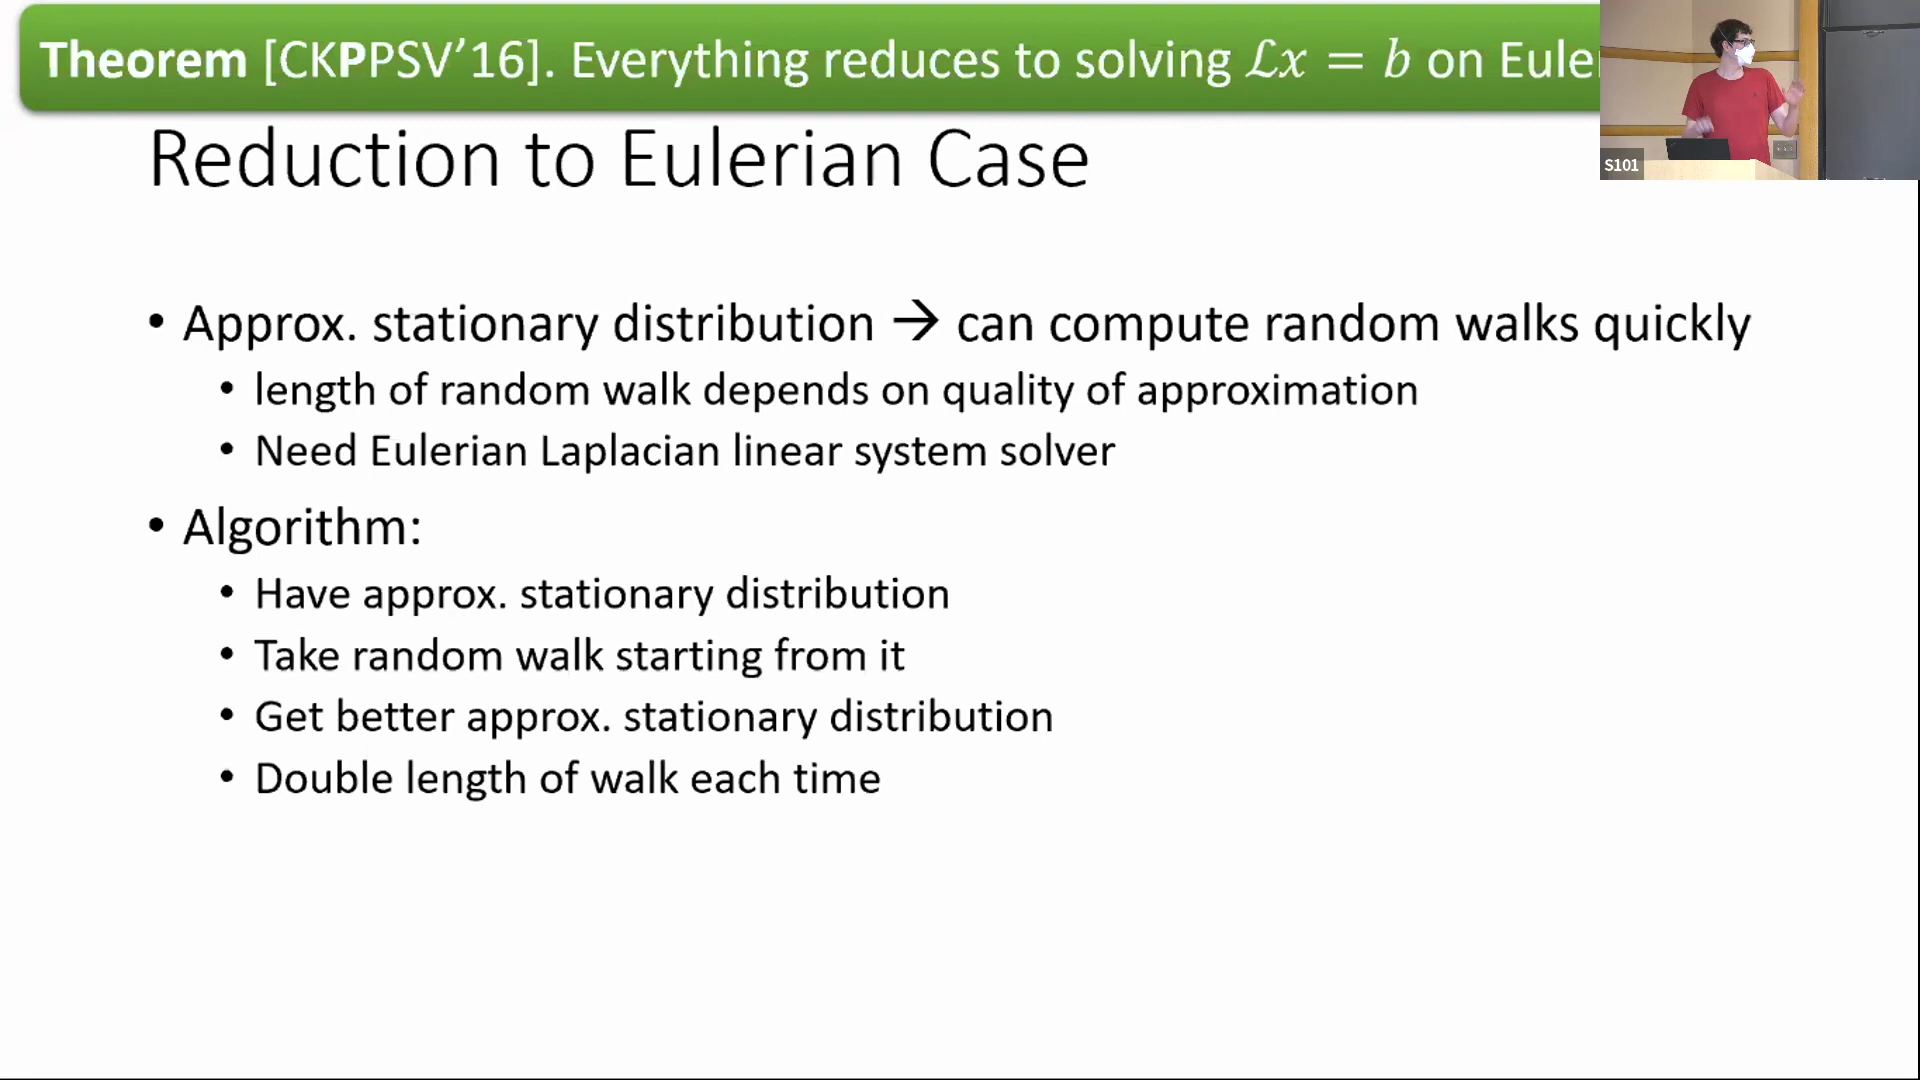 Theorem [CKPPSV'16]. Everything reduces to solving ℒx = b on Eule
S101
Reduction to Eulerian Case
• Approx. stationary distribution → can compute random walks quickly
• length of random walk depends on quality of approximation
• Need Eulerian Laplacian linear system solver
• Algorithm:
• Have approx. stationary distribution
• Take random walk starting from it
• Get better approx. stationary distribution
• Double length of walk each time